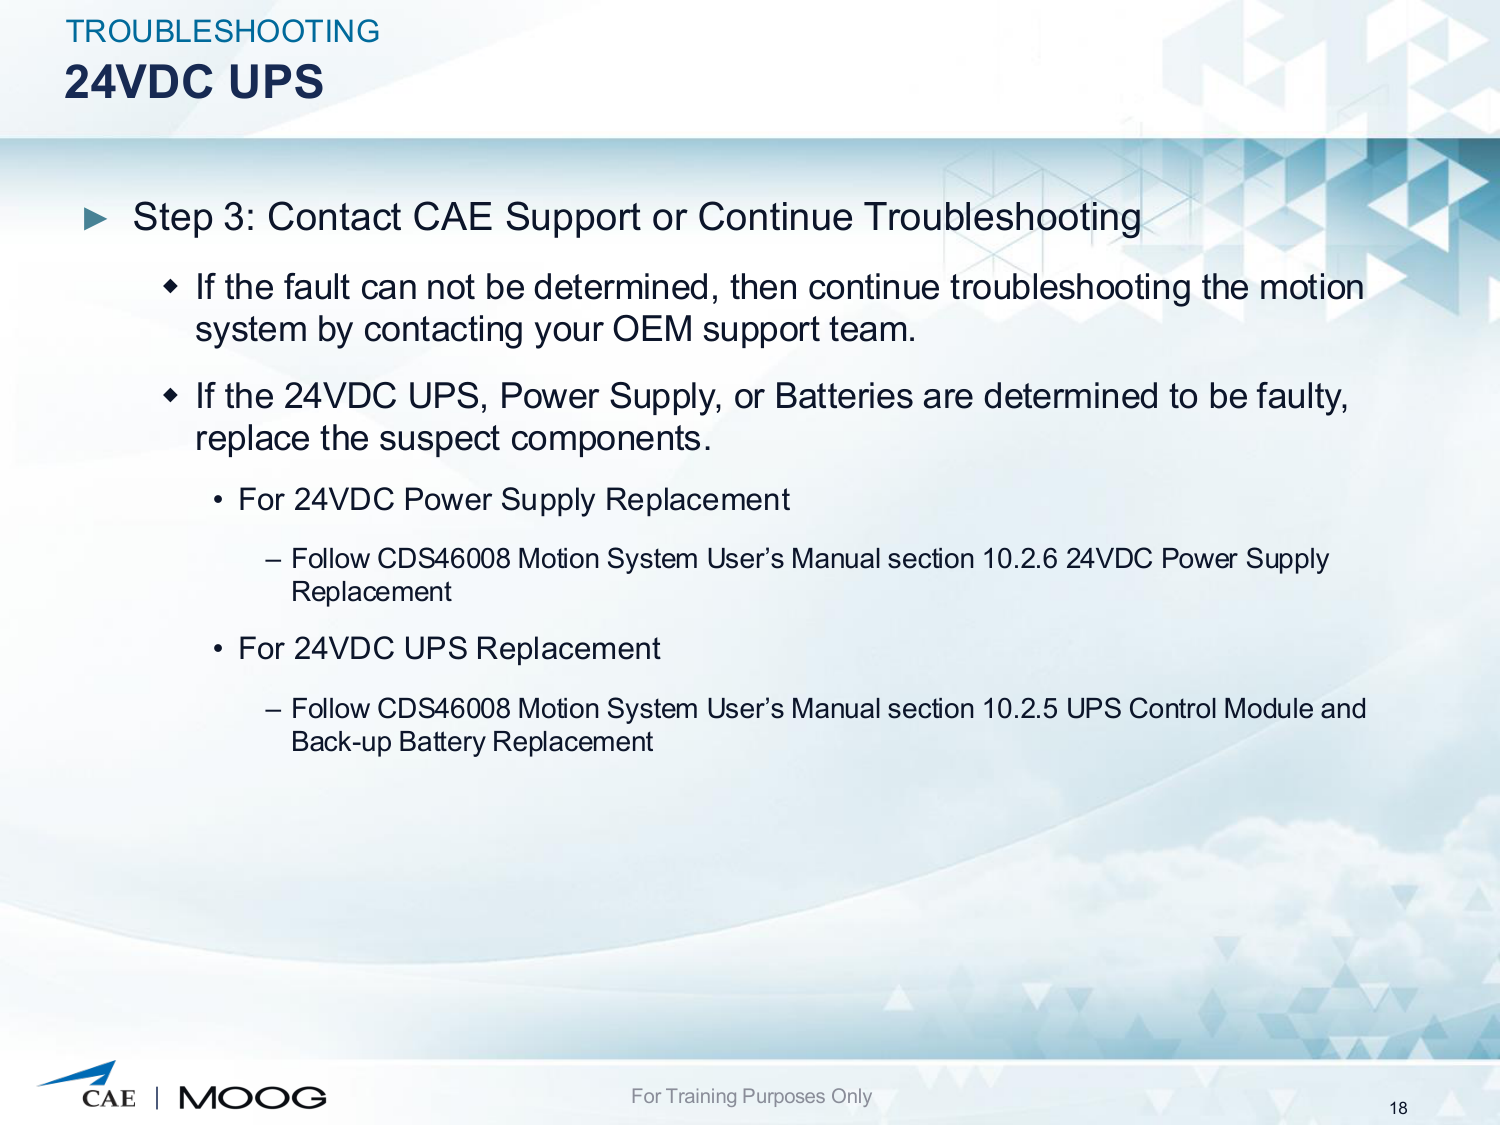 TROUBLESHOOTING
24VDC UPS
► Step 3: Contact CAE Support or Continue Troubleshooting
◆ If the fault can not be determined, then continue troubleshooting the motion
system by contacting your OEM support team.
◆ If the 24VDC UPS, Power Supply, or Batteries are determined to be faulty,
replace the suspect components.
• For 24VDC Power Supply Replacement
– Follow CDS46008 Motion System User’s Manual section 10.2.6 24VDC Power Supply
Replacement
• For 24VDC UPS Replacement
– Follow CDS46008 Motion System User’s Manual section 10.2.5 UPS Control Module and
Back-up Battery Replacement
CAE | MOOG
For Training Purposes Only
18